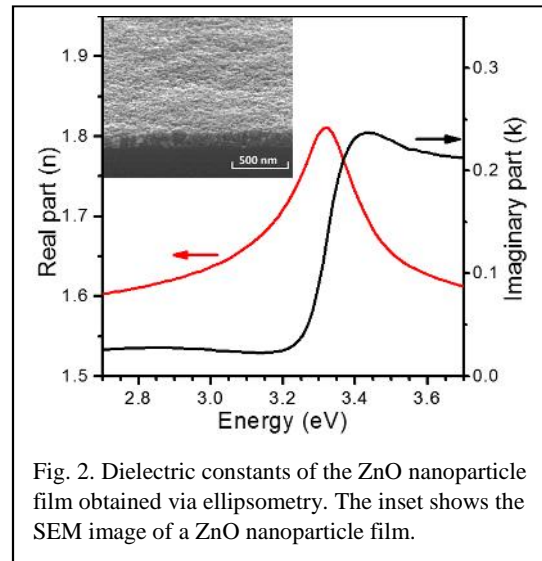 1.9
1.8
1.7
1.6
1.5
Real part (n)
500 nm
0.3
0.2
0.1
0.0
Imaginary part (k)
2.8 3.0 3.2 3.4 3.6
Energy (eV)
Fig. 2. Dielectric constants of the ZnO nanoparticle
film obtained via ellipsometry. The inset shows the
SEM image of a ZnO nanoparticle film.